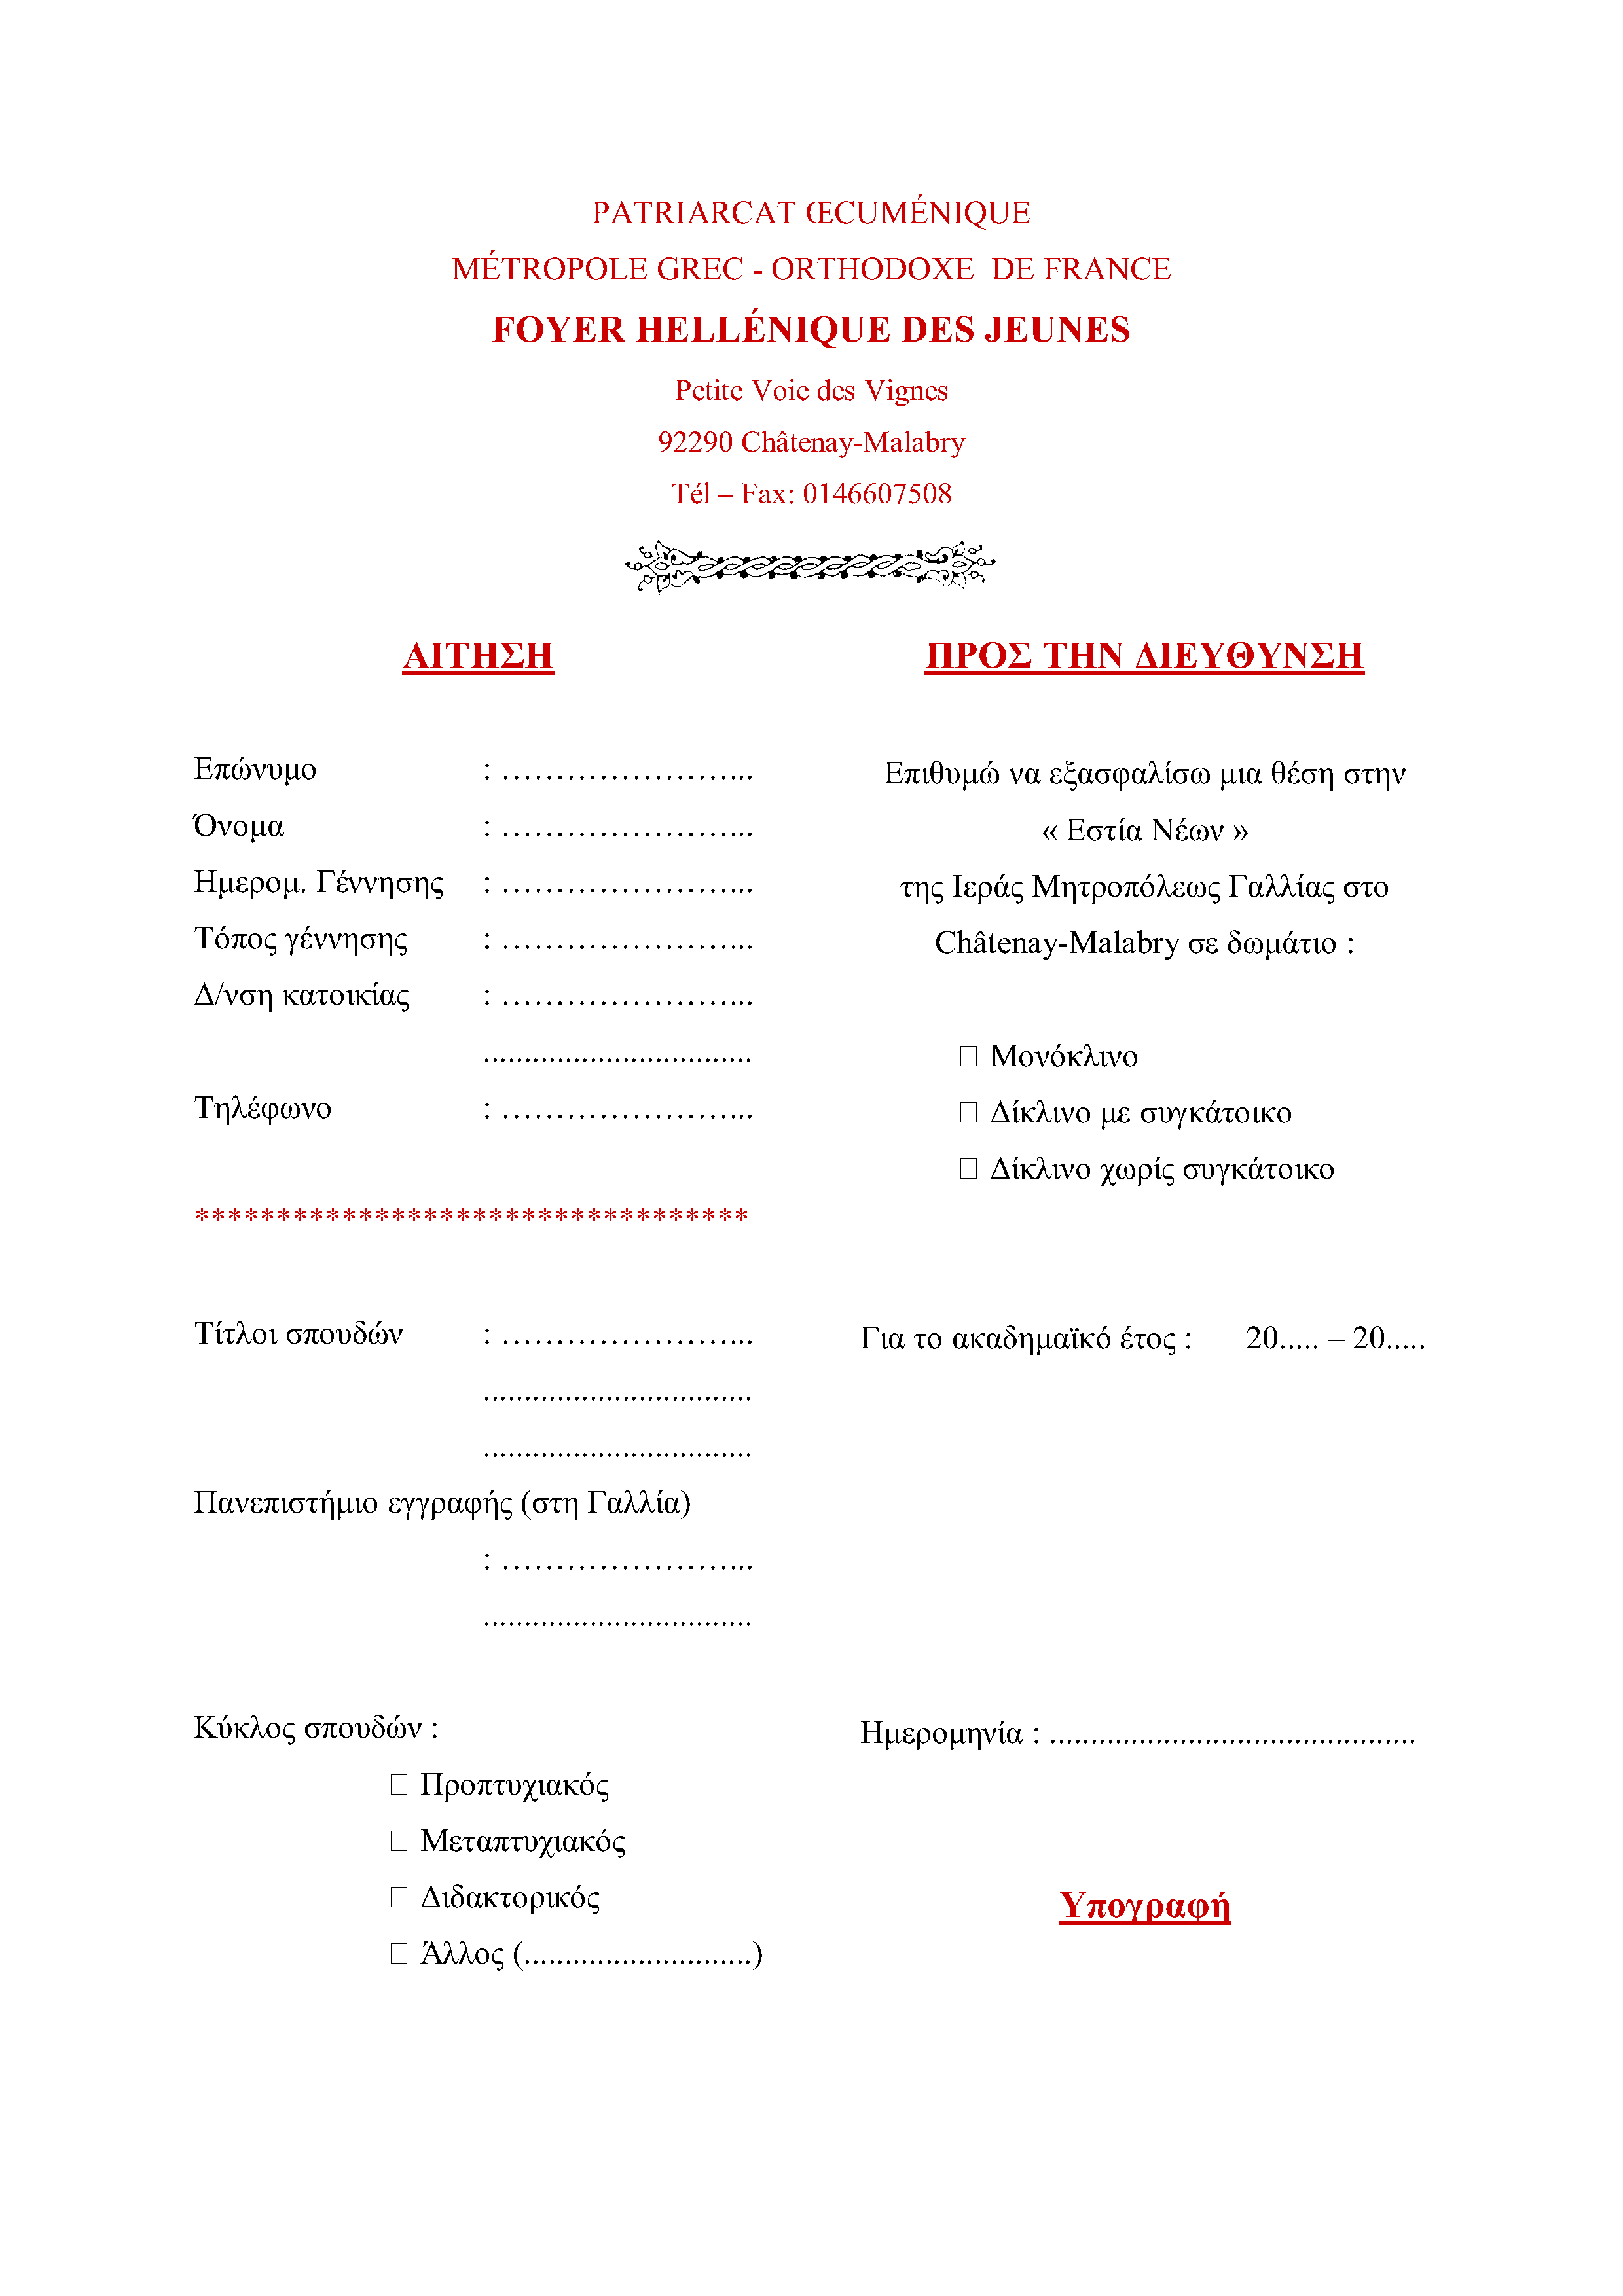 PATRIARCAT ŒCUMÉNIQUE
MÉTROPOLE GREC - ORTHODOXE DE FRANCE
FOYER HELLÉNIQUE DES JEUNES
Petite Voie des Vignes
92290 Châtenay-Malabry
Tél – Fax: 0146607508
ΑΙΤΗΣΗ
Επώνυμο : ……………………...
Όνομα : ……………………...
Ημερομ. Γέννησης : ……………………...
Τόπος γέννησης : ……………………...
Δ/νση κατοικίας : ……………………...
.................................
Τηλέφωνο : ……………………...
**********************************
Τίτλοι σπουδών : ……………………...
.................................
.................................
Πανεπιστήμιο εγγραφής (στη Γαλλία)
: ……………………...
.................................
Κύκλος σπουδών :
□ Προπτυχιακός
□ Μεταπτυχιακός
□ Διδακτορικός
□ Άλλος (............................)
ΠΡΟΣ ΤΗΝ ΔΙΕΥΘΥΝΣΗ
Επιθυμώ να εξασφαλίσω μια θέση στην
« Εστία Νέων »
της Ιεράς Μητροπόλεως Γαλλίας στο
Châtenay-Malabry σε δωμάτιο :
□ Μονόκλινο
□ Δίκλινο με συγκάτοικο
□ Δίκλινο χωρίς συγκάτοικο
Για το ακαδημαϊκό έτος : 20..... – 20.....
Ημερομηνία : .............................................
Υπογραφή